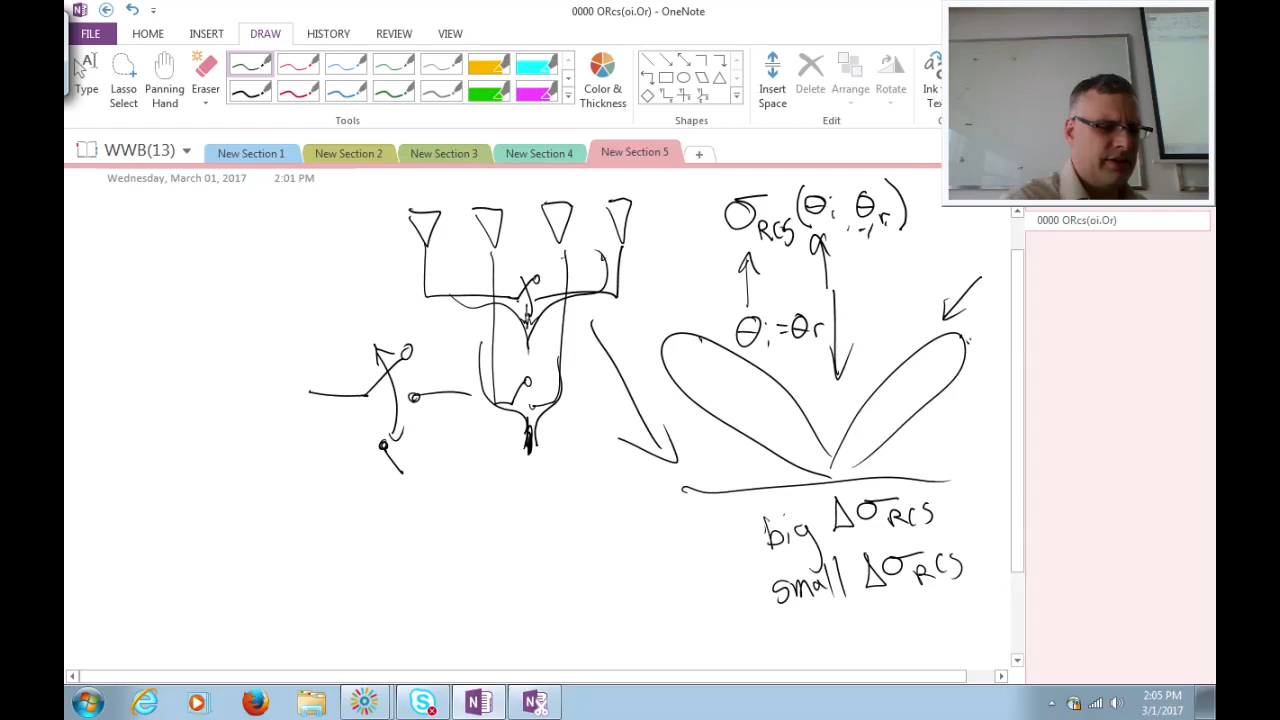 0000 ORcs(oi.Or) - OneNote
FILE
HOME
INSERT
DRAW
HISTORY
REVIEW
VIEW
Type
Lasso Select
Panning Hand
Eraser
Color & Thickness
Insert Space
Delete
Arrange
Rotate
Ink to
Tools
Shapes
Edit
WWB(13)
New Section 1
New Section 2
New Section 3
New Section 4
New Section 5
Wednesday, March 01, 2017
2:01 PM
0000 ORcs(oi.Or)
σRCS(θi, θr)
θi = θr
big ΔσRCS
small ΔσRCS
2:05 PM
3/1/2017